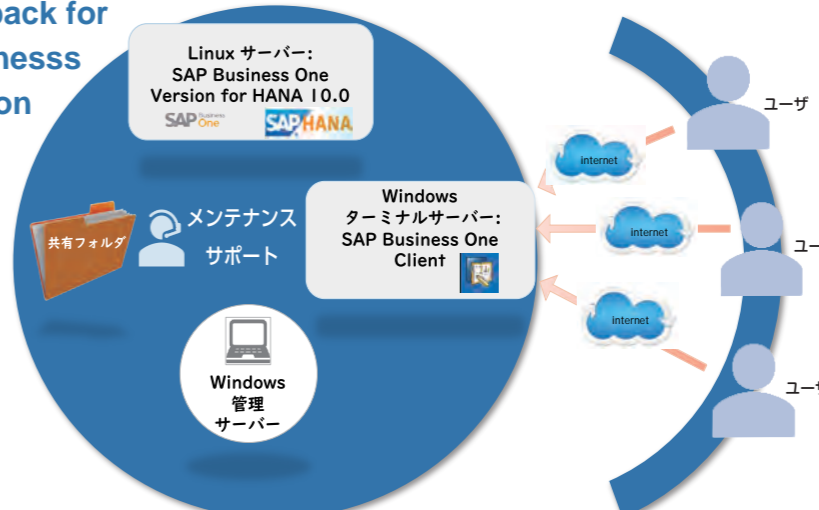 pack for
nesss
on
Linux サーバー:
SAP Business One
Version for HANA 10.0
SAP Business One
SAP HANA
共有フォルダ
メンテナンス
サポート
Windows
ターミナルサーバー:
SAP Business One
Client
Windows
管理
サーバー
internet
internet
internet
ユーザ
ユー
ユーザ